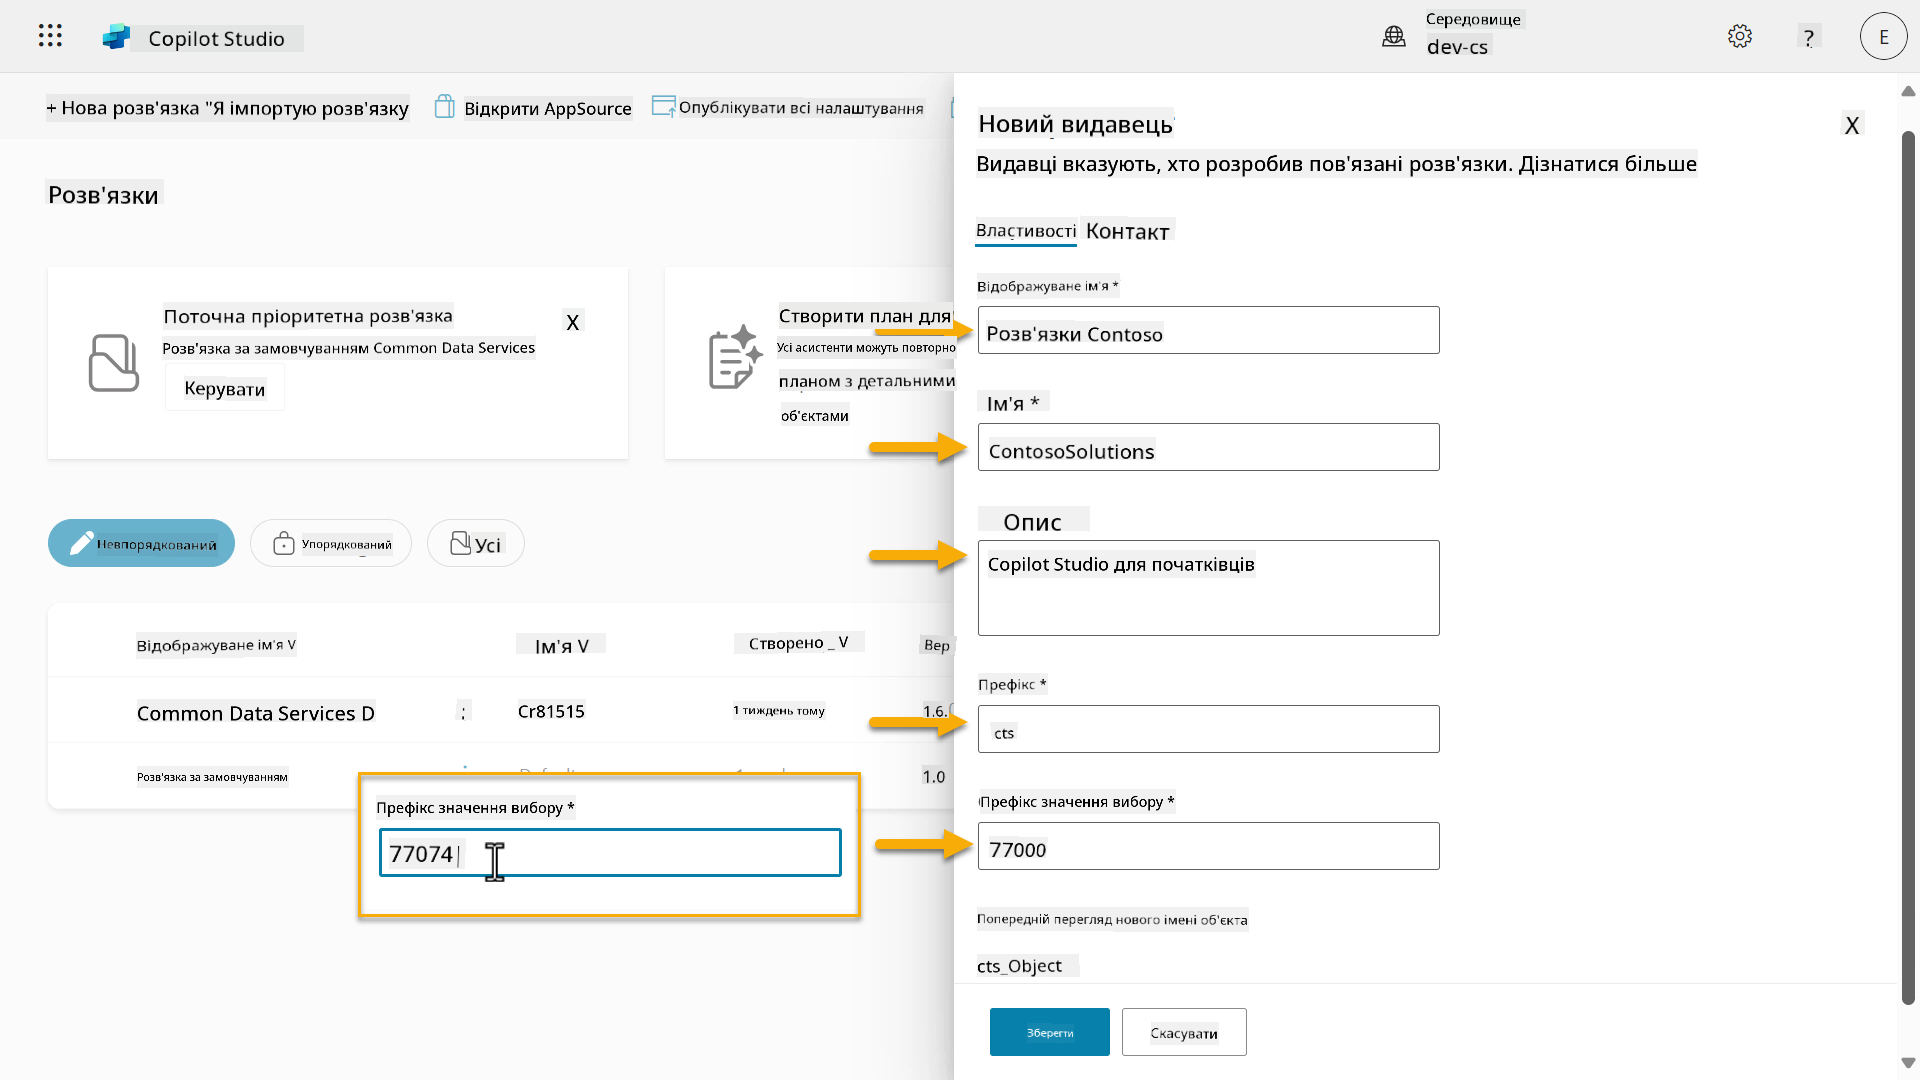 Copilot Studio
Середовище
dev-cs
?
E
+ Нова розв'язка "Я імпортую розв'язку
Відкрити AppSource
Опублікувати всі налаштування
Розв'язки
Поточна пріоритетна розв'язка
X
Розв'язка за замовчуванням Common Data Services
Керувати
Створити план для
Усі асистенти можуть повторно
планом з детальними
об'єктами
Невпорядкований
Упорядкований
Усі
Відображуване ім'я V
Ім'я V
Створено _ V
Вер
Common Data Services D
:
Cr81515
1 тиждень тому
1.6.
Розв'язка за замовчуванням
1.0
Префікс значення вибору *
77074
Новий видавець
X
Видавці вказують, хто розробив пов'язані розв'язки. Дізнатися більше
Властивості
Контакт
Відображуване ім'я *
Розв'язки Contoso
Ім'я *
ContosoSolutions
Опис
Copilot Studio для початківців
Префікс *
cts
Префікс значення вибору *
77000
Попередній перегляд нового імені об'єкта
cts_Object
Зберегти
Скасувати